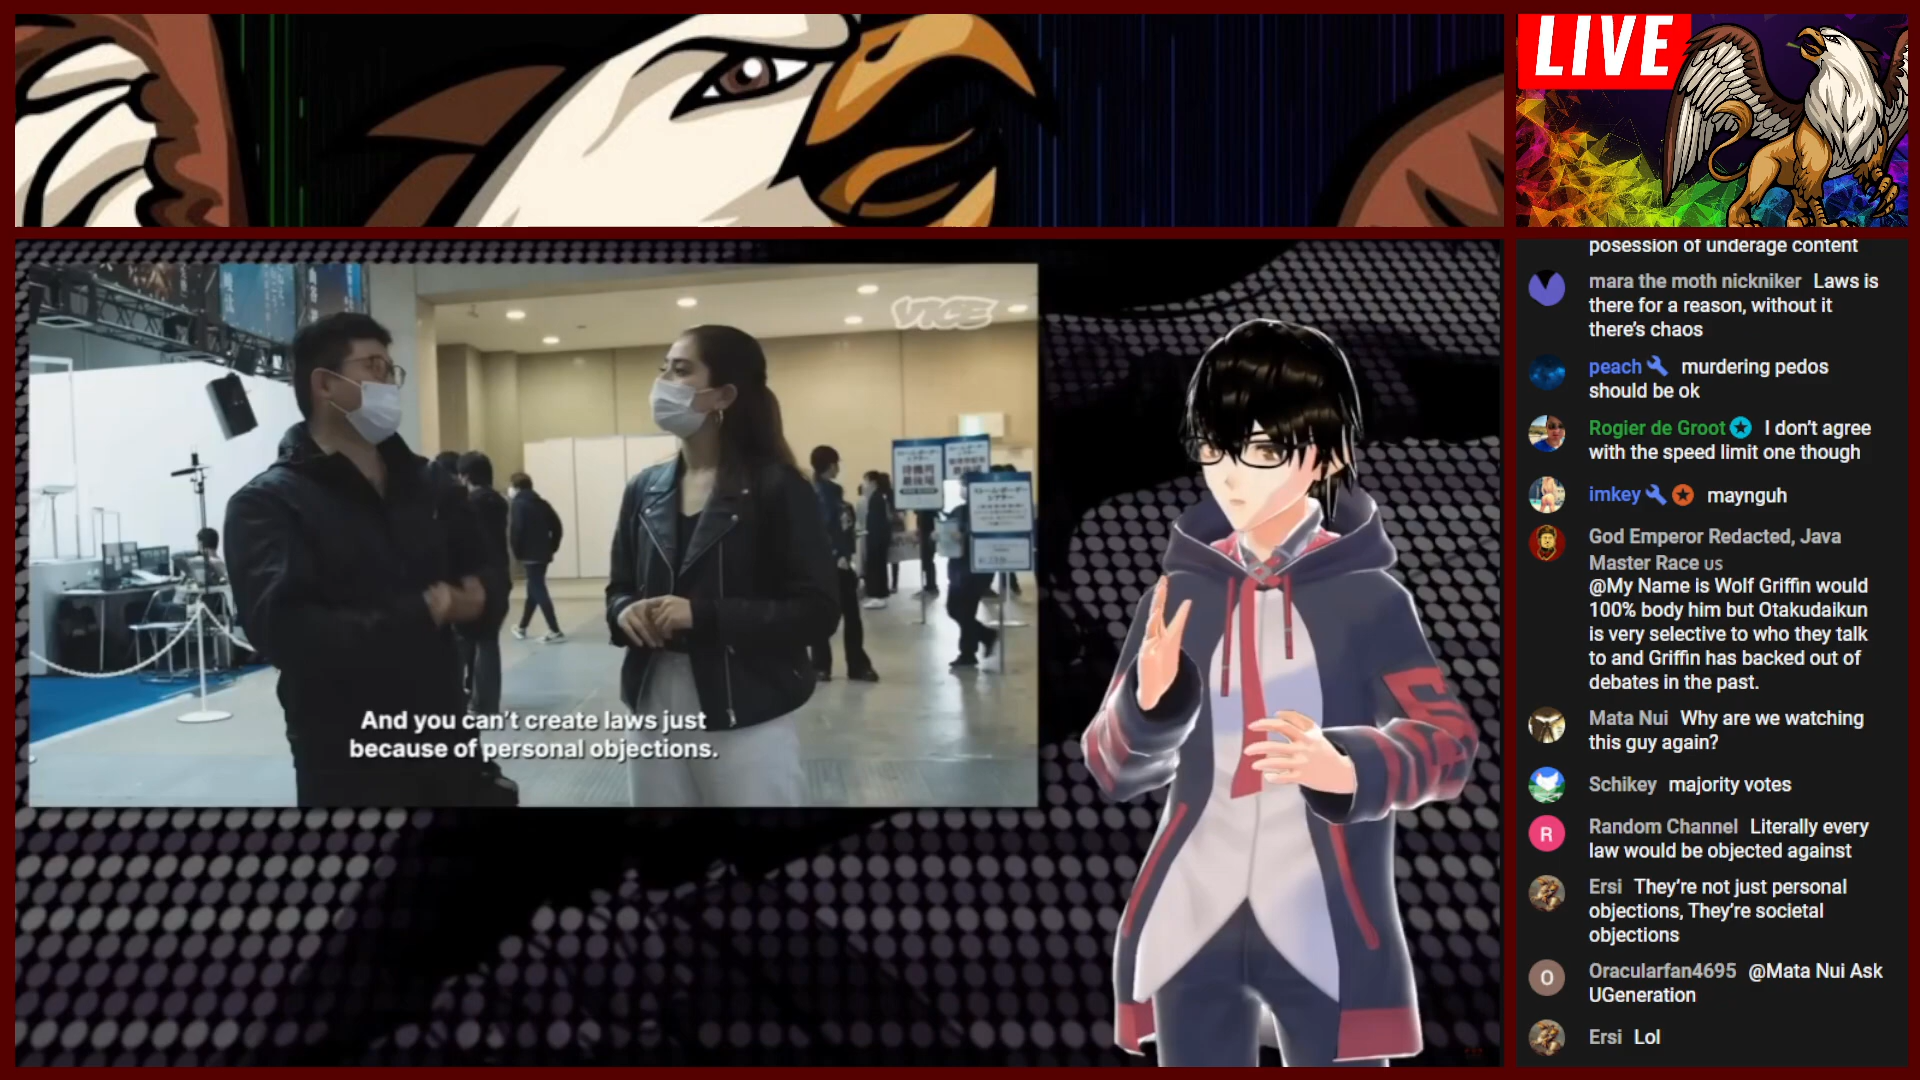 LIVE
VICE
And you can't create laws just
because of personal objections.
posession of underage content
mara the moth nickniker Laws is
there for a reason, without it
there's chaos
peach murdering pedos
should be ok
Rogier de Groot I don't agree
with the speed limit one though
imkey maynguh
God Emperor Redacted, Java
Master Race us
@My Name is Wolf Griffin would
100% body him but Otakudaikun
is very selective to who they talk
to and Griffin has backed out of
debates in the past.
Mata Nui Why are we watching
this guy again?
Schikey majority votes
R
Random Channel Literally every
law would be objected against
Ersi They're not just personal
objections, They're societal
objections
O
Oracularfan4695 @Mata Nui Ask
UGeneration
Ersi Lol